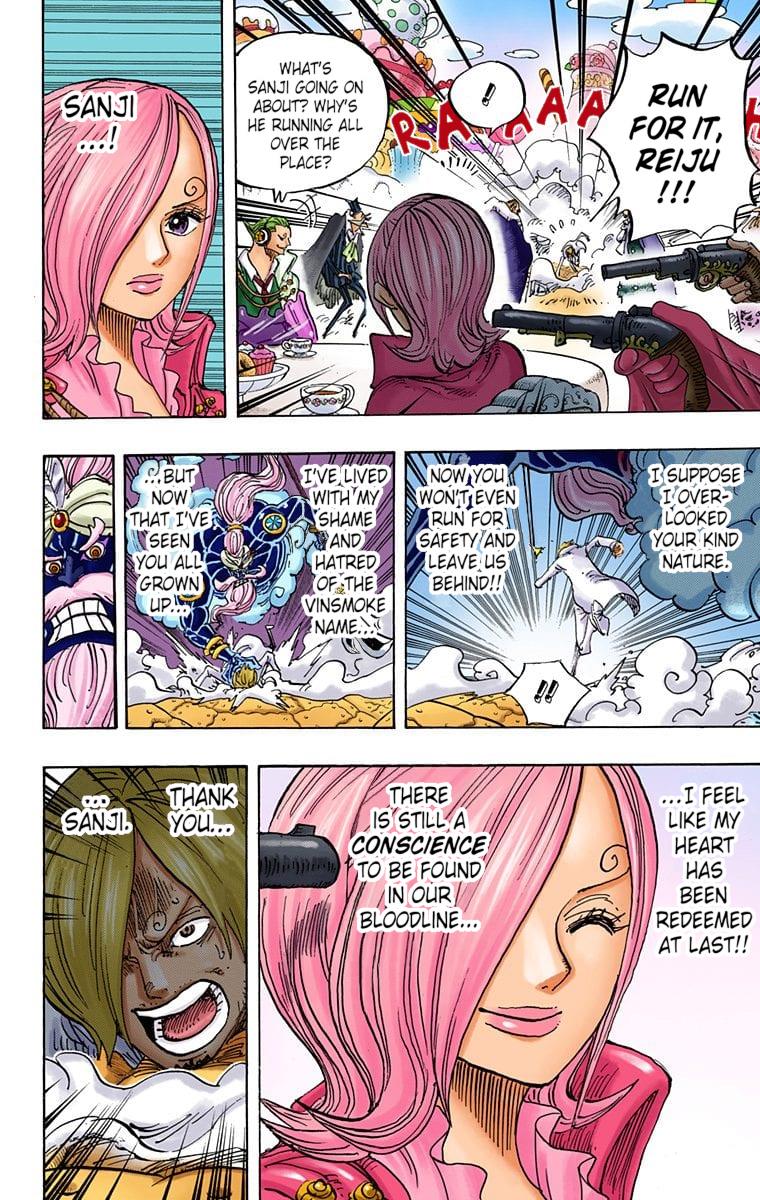 RUN
FOR IT,
REIJU
!!!
RAAAAAH
!
WHAT'S
SANJI GOING ON
ABOUT? WHY'S
HE RUNNING ALL
OVER THE
PLACE?
SANJI
...!
I SUPPOSE
I OVER-
LOOKED
YOUR KIND
NATURE.
NOW YOU
WON'T EVEN
RUN FOR
SAFETY AND
LEAVE US
BEHIND!!
!!
I'VE LIVED
WITH MY
SHAME
AND
HATRED
OF THE
VINSMOKE
NAME...
...BUT
NOW
THAT I'VE
SEEN
YOU ALL
GROWN
UP...
...I FEEL
LIKE MY
HEART
HAS
BEEN
REDEEMED
AT LAST!!
THERE
IS STILL A
CONSCIENCE
TO BE FOUND
IN OUR
BLOODLINE...
THANK
YOU...
...
SANJI.